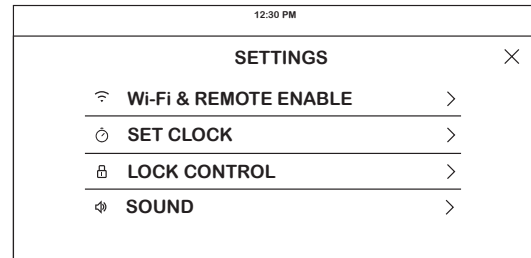 12:30 PM
SETTINGS
Wi-Fi & REMOTE ENABLE
SET CLOCK
LOCK CONTROL
SOUND